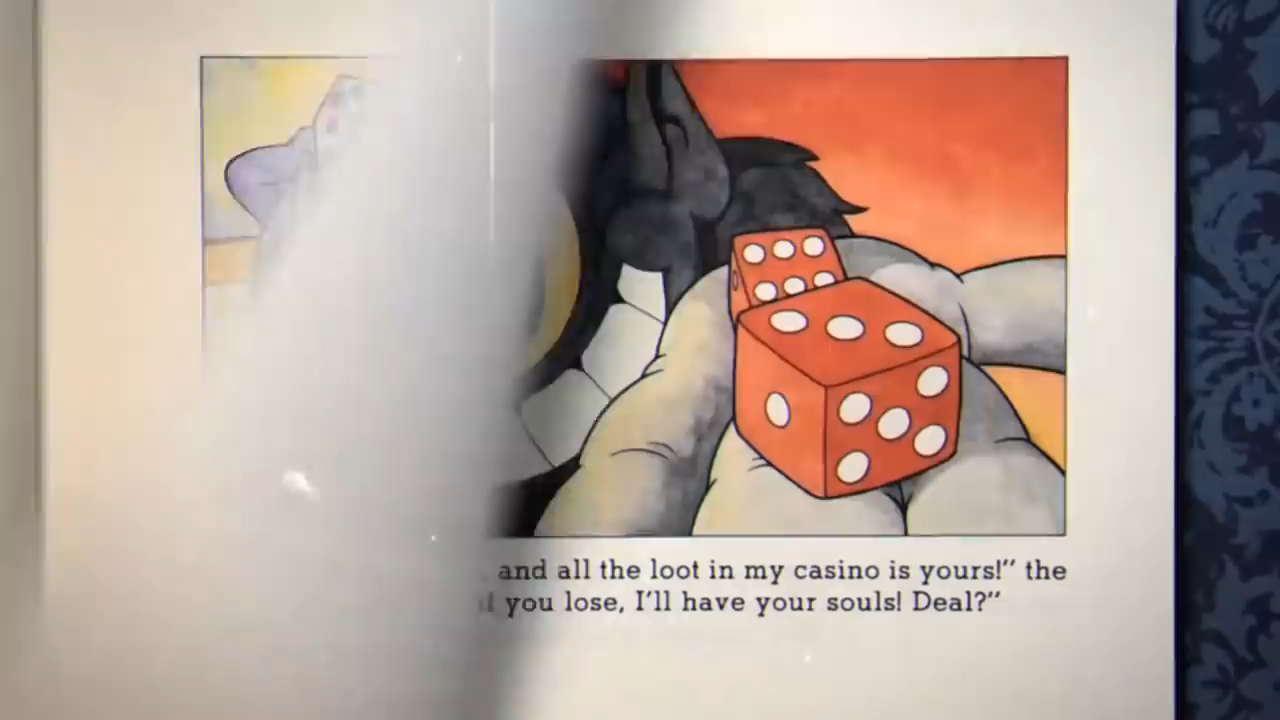 and all the loot in my casino is yours!” the
you lose, I’ll have your souls! Deal?”